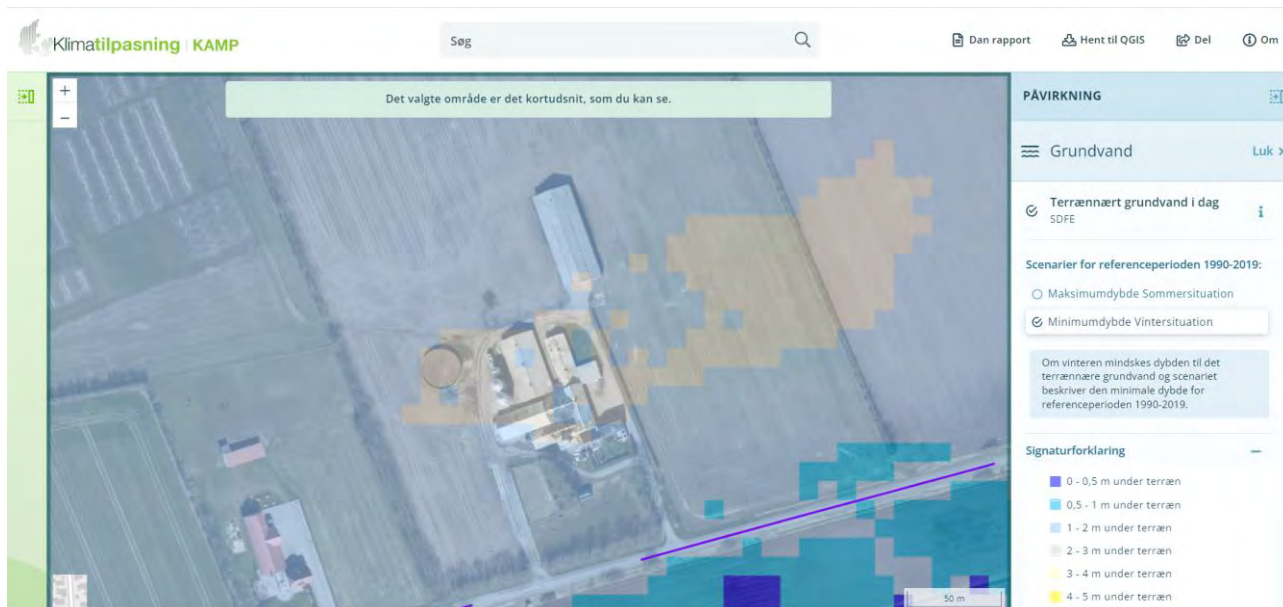 Klimatilpasning | KAMP
Søg
Dan rapport
Hent til QGIS
Del
Om
+
−
Det valgte område er det kortudsnit, som du kan se.
PÅVIRKNING
Grundvand
Luk
Terrænnært grundvand i dag
SDFE
i
Scenarier for referenceperioden 1990-2019:
Maksimumdybde Sommersituation
Minimumdybde Vintersituation
Om vinteren mindskes dybden til det
terrænnære grundvand og scenariet
beskriver den minimale dybde for
referenceperioden 1990-2019.
Signaturforklaring
0 - 0,5 m under terræn
0,5 - 1 m under terræn
1 - 2 m under terræn
2 - 3 m under terræn
3 - 4 m under terræn
4 - 5 m under terræn
50 m